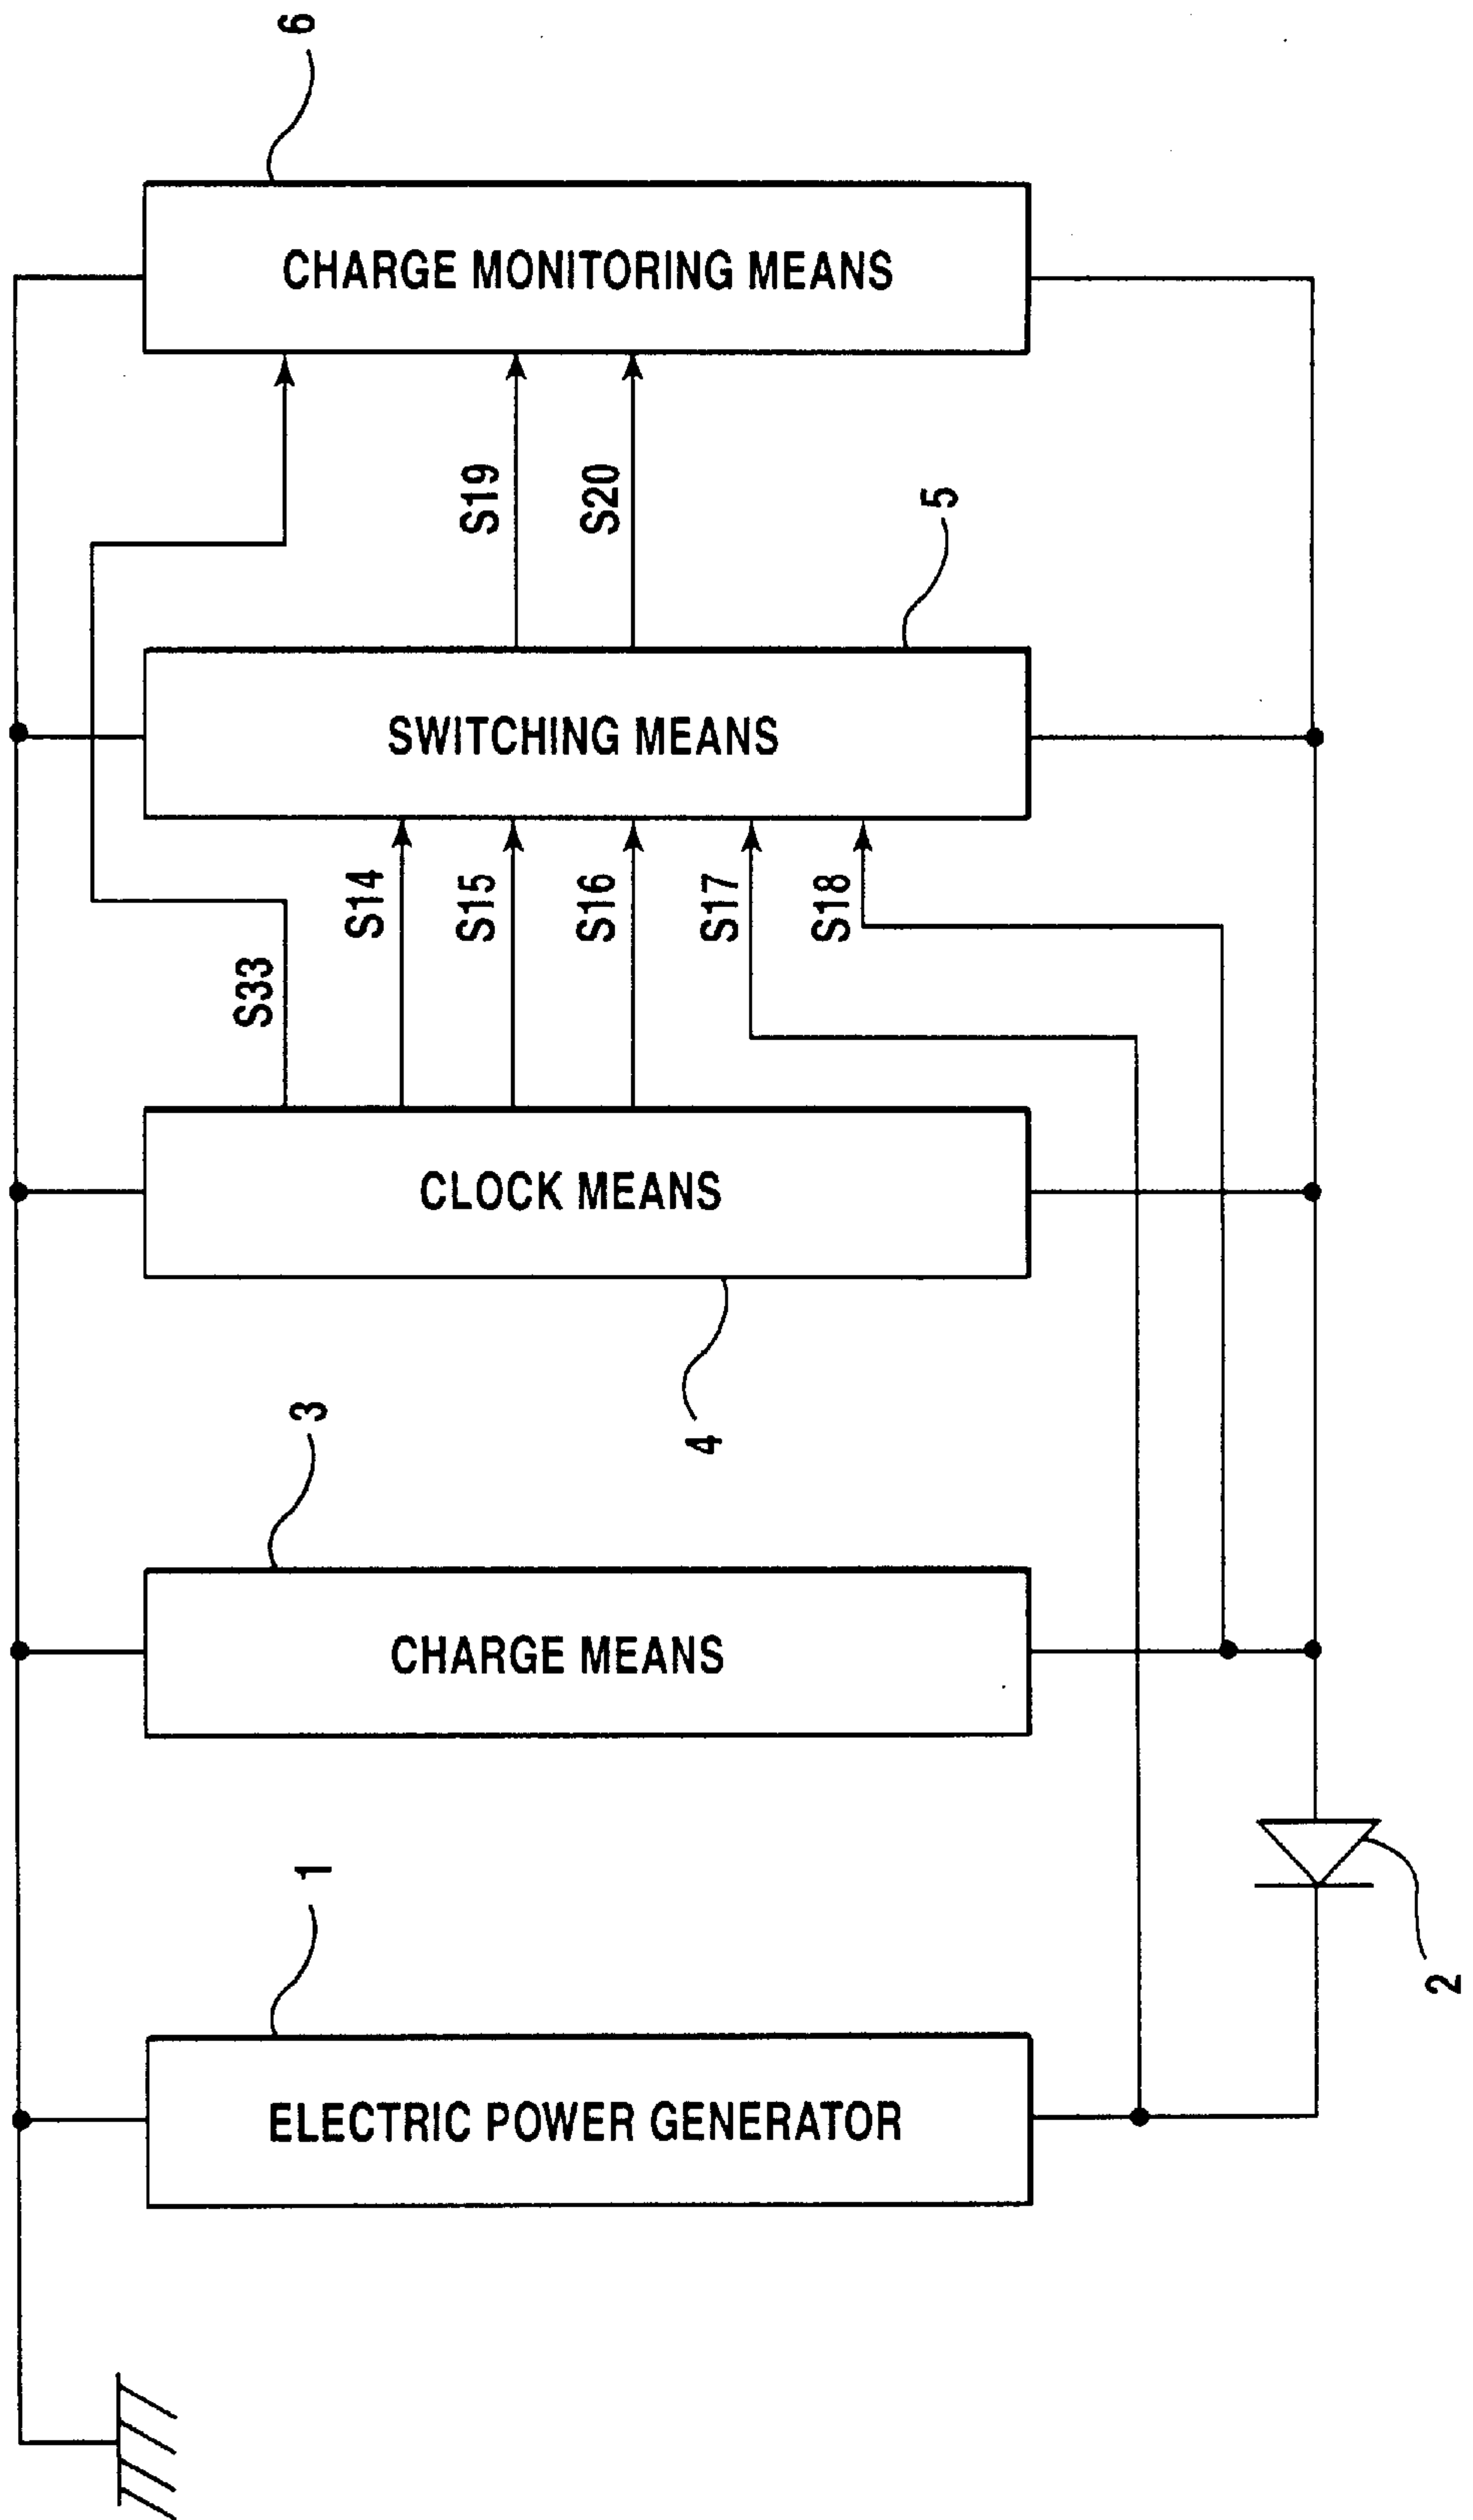 6
CHARGE MONITORING MEANS
S19
S20
5
SWITCHING MEANS
S14
S15
S16
S17
S18
S33
CLOCK MEANS
4
3
CHARGE MEANS
1
ELECTRIC POWER GENERATOR
2